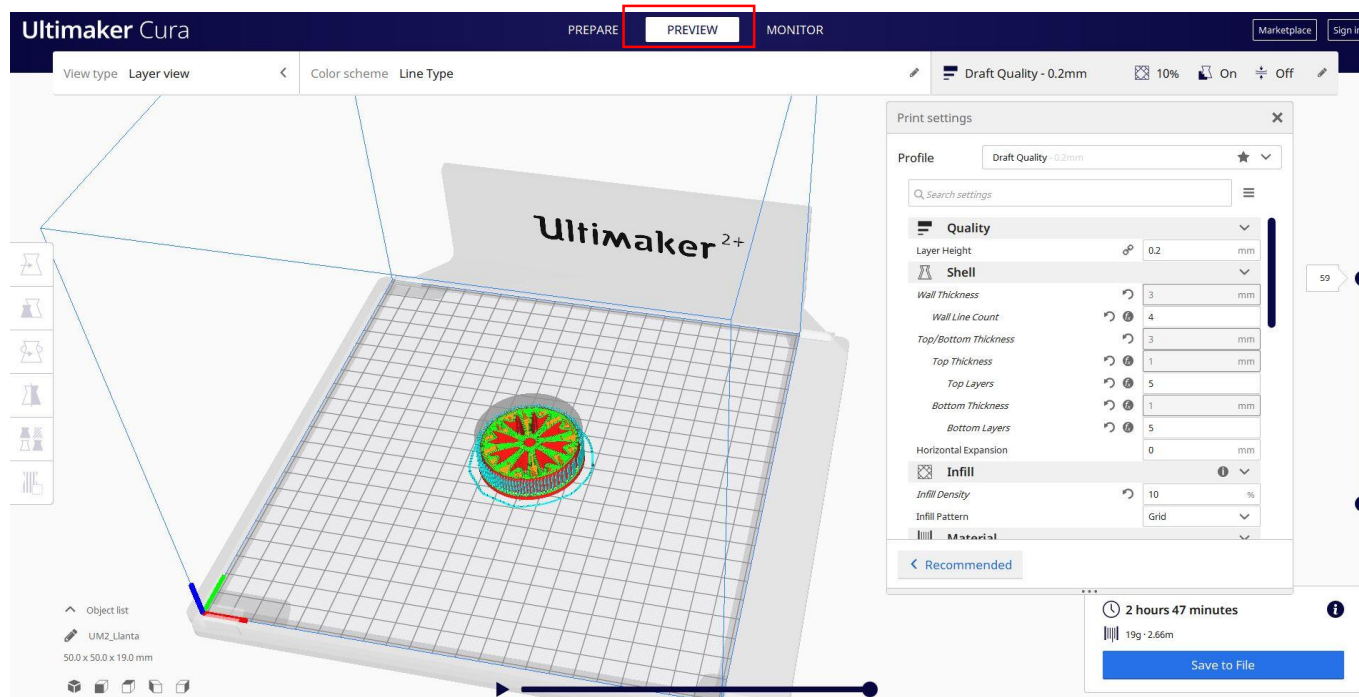 Ultimaker Cura
PREPARE PREVIEW MONITOR
Marketplace Sign in
View type Layer view
Color scheme Line Type
Draft Quality - 0.2mm 10% On Off
Print settings
Profile Draft Quality - 0.2mm
Search settings
Quality
Layer Height 0.2 mm
Shell
Wall Thickness 3 mm
Wall Line Count 4
Top/Bottom Thickness 3 mm
Top Thickness 1 mm
Top Layers 5
Bottom Thickness 1 mm
Bottom Layers 5
Horizontal Expansion 0 mm
Infill
Infill Density 10 %
Infill Pattern Grid
Material
Recommended
59
Ultimaker 2+
Object list
UM2_Llanta
50.0 x 50.0 x 19.0 mm
2 hours 47 minutes
19g · 2.66m
Save to File